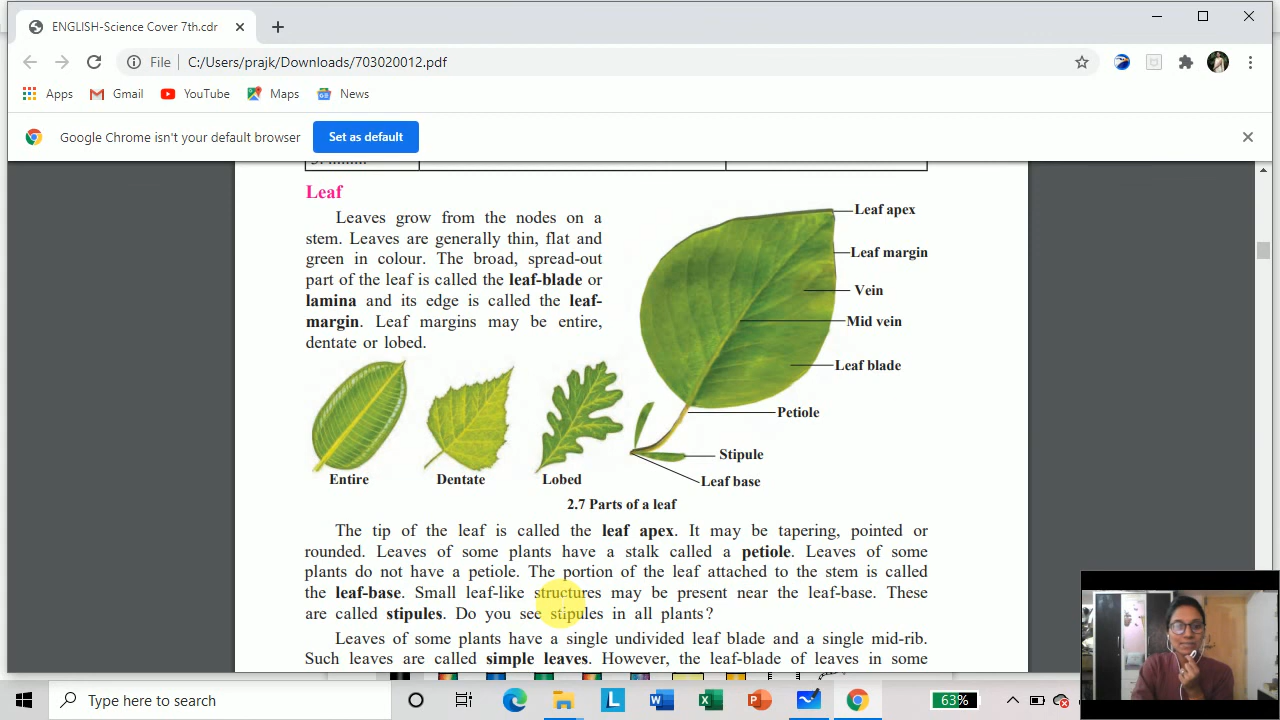 ENGLISH-Science Cover 7th.cdr
File
C:/Users/prajk/Downloads/703020012.pdf
Apps
Gmail
YouTube
Maps
News
Google Chrome isn't your default browser
Set as default
Leaf
Leaves grow from the nodes on a
stem. Leaves are generally thin, flat and
green in colour. The broad, spread-out
part of the leaf is called the leaf-blade or
lamina and its edge is called the leaf-
margin. Leaf margins may be entire,
dentate or lobed.
Leaf apex
Leaf margin
Vein
Mid vein
Leaf blade
Petiole
Stipule
Leaf base
Entire
Dentate
Lobed
2.7 Parts of a leaf
The tip of the leaf is called the leaf apex. It may be tapering, pointed or
rounded. Leaves of some plants have a stalk called a petiole. Leaves of some
plants do not have a petiole. The portion of the leaf attached to the stem is called
the leaf-base. Small leaf-like structures may be present near the leaf-base. These
are called stipules. Do you see stipules in all plants?
Leaves of some plants have a single undivided leaf blade and a single mid-rib.
Such leaves are called simple leaves. However, the leaf-blade of leaves in some
Type here to search
63%